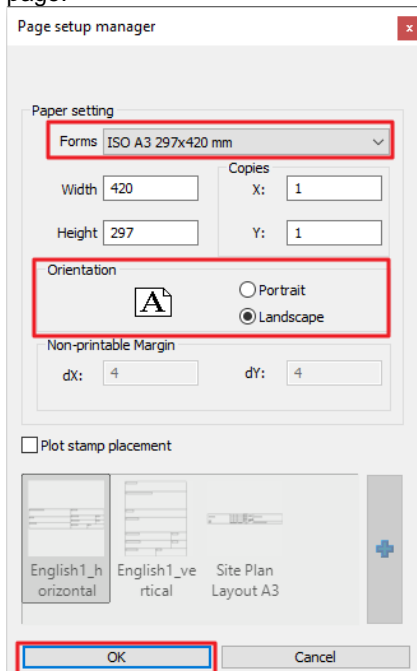 page.
Page setup manager
x
Paper setting
Forms ISO A3 297x420 mm
Copies
Width 420 X: 1
Height 297 Y: 1
Orientation
A
Portrait
Landscape
Non-printable Margin
dX: 4 dY: 4
Plot stamp placement
English1_h English1_ve Site Plan
orizontal rtical Layout A3
OK Cancel